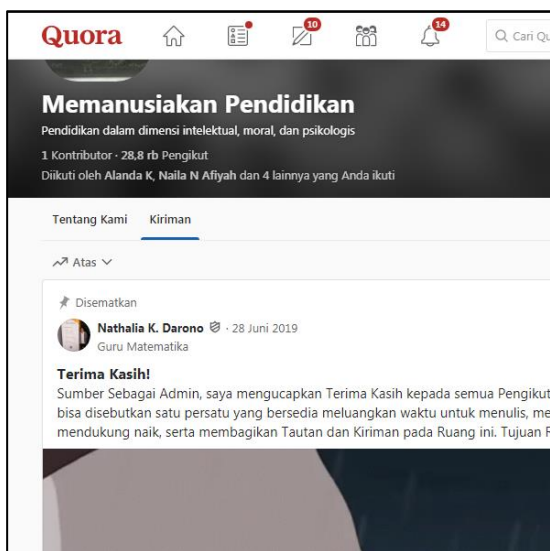 Quora
10
14
Cari Qu
Memanusiakan Pendidikan
Pendidikan dalam dimensi intelektual, moral, dan psikologis
1 Kontributor · 28,8 rb Pengikut
Diikuti oleh Alanda K, Naila N Afiyah dan 4 lainnya yang Anda ikuti
Tentang Kami Kiriman
Atas
Disematkan
Nathalia K. Darono · 28 Juni 2019
Guru Matematika
Terima Kasih!
Sumber Sebagai Admin, saya mengucapkan Terima Kasih kepada semua Pengikut
bisa disebutkan satu persatu yang bersedia meluangkan waktu untuk menulis, me
mendukung naik, serta membagikan Tautan dan Kiriman pada Ruang ini. Tujuan